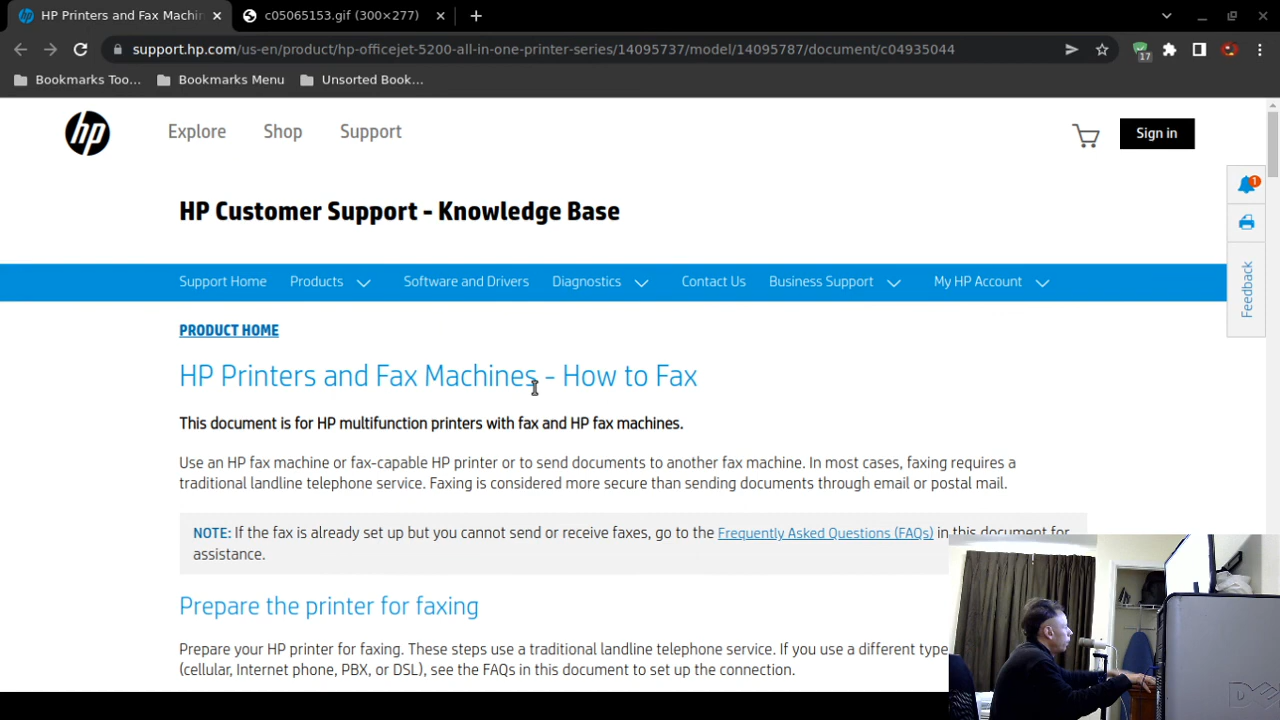 HP Printers and Fax Machin
c05065153.gif (300×277)
support.hp.com/us-en/product/hp-officejet-5200-all-in-one-printer-series/14095737/model/14095787/document/c04935044
17
Bookmarks Too...
Bookmarks Menu
Unsorted Book...
hp
Explore
Shop
Support
Sign in
1
HP Customer Support - Knowledge Base
Feedback
Support Home
Products
Software and Drivers
Diagnostics
Contact Us
Business Support
My HP Account
PRODUCT HOME
HP Printers and Fax Machines - How to Fax
This document is for HP multifunction printers with fax and HP fax machines.
Use an HP fax machine or fax-capable HP printer or to send documents to another fax machine. In most cases, faxing requires a
traditional landline telephone service. Faxing is considered more secure than sending documents through email or postal mail.
NOTE: If the fax is already set up but you cannot send or receive faxes, go to the Frequently Asked Questions (FAQs) in this document for
assistance.
Prepare the printer for faxing
Prepare your HP printer for faxing. These steps use a traditional landline telephone service. If you use a different type
(cellular, Internet phone, PBX, or DSL), see the FAQs in this document to set up the connection.
DELL